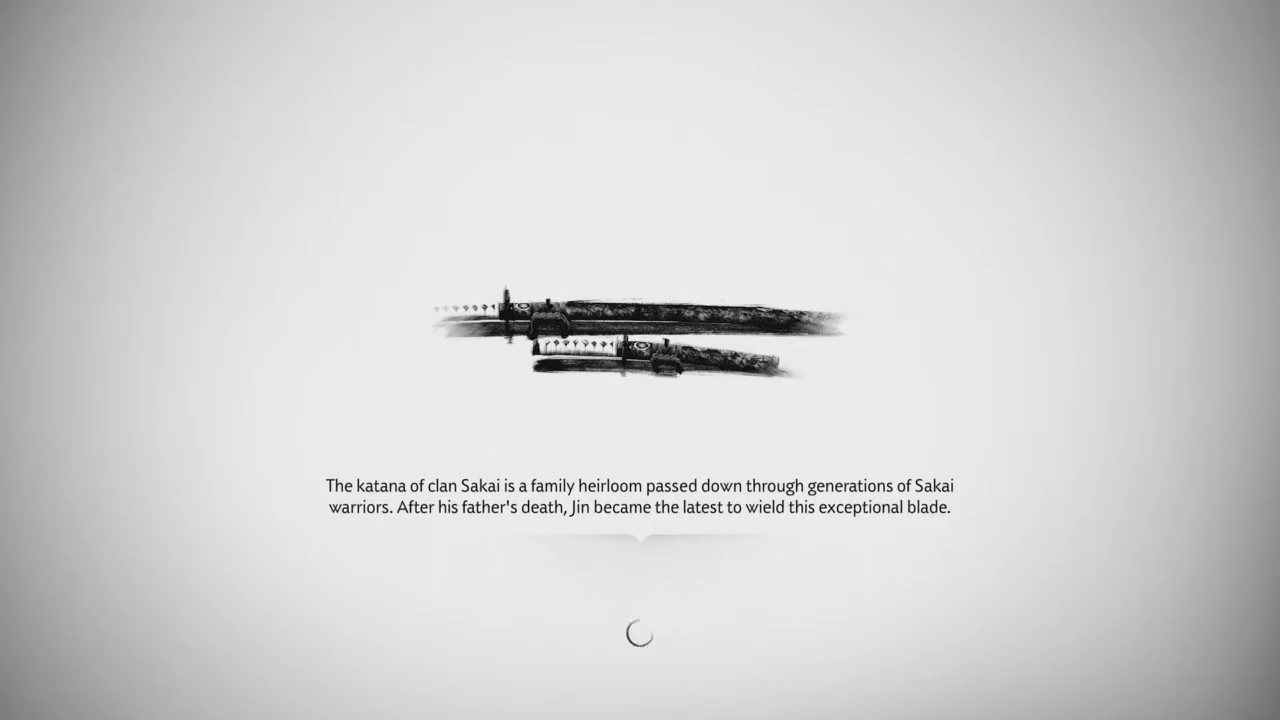 The katana of clan Sakai is a family heirloom passed down through generations of Sakai
warriors. After his father's death, Jin became the latest to wield this exceptional blade.